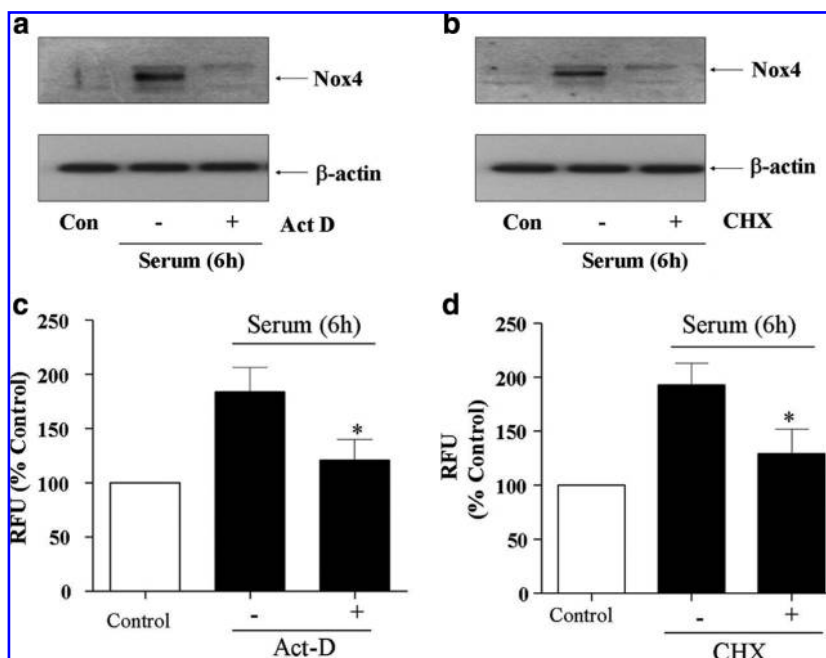 a
Nox4
β-actin
Con - + Act D
Serum (6h)
b
Nox4
β-actin
Con - + CHX
Serum (6h)
c
RFU (% Control)
250
200
150
100
50
0
Serum (6h)
*
Control - +
Act-D
d
RFU
(% Control)
250
200
150
100
50
0
Serum (6h)
*
Control - +
CHX